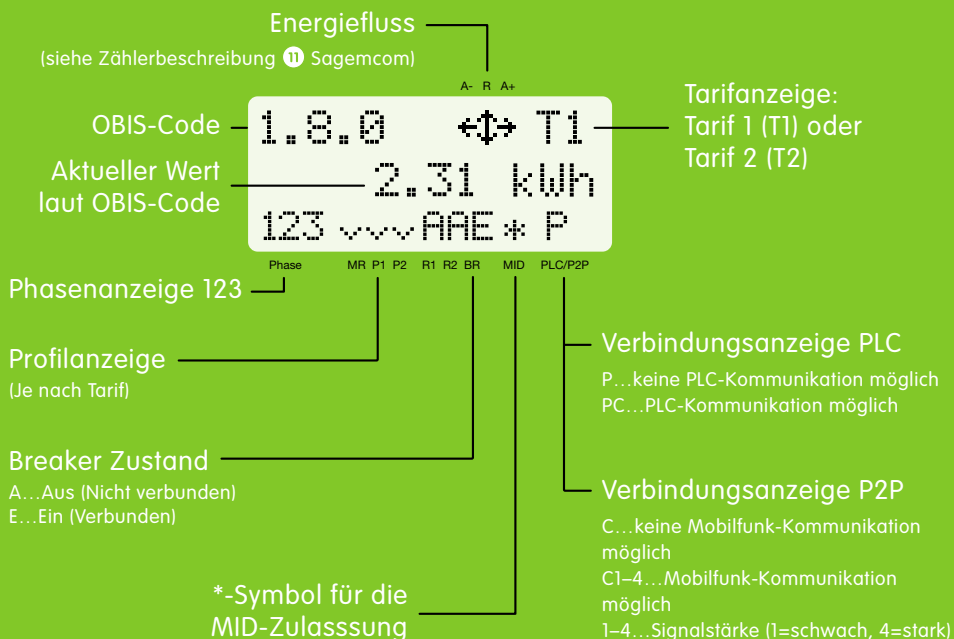 Energiefluss
(siehe Zählerbeschreibung 11 Sagemcom)
A- R A+
OBIS-Code
1.8.0 T1
Tarifanzeige:
Tarif 1 (T1) oder
Tarif 2 (T2)
Aktueller Wert
laut OBIS-Code
2.31 kWh
123 AAE * P
Phase MR P1 P2 R1 R2 BR MID PLC/P2P
Phasenanzeige 123
Profilanzeige
(Je nach Tarif)
Breaker Zustand
A…Aus (Nicht verbunden)
E…Ein (Verbunden)
*-Symbol für die
MID-Zulasssung
Verbindungsanzeige PLC
P…keine PLC-Kommunikation möglich
PC…PLC-Kommunikation möglich
Verbindungsanzeige P2P
C…keine Mobilfunk-Kommunikation
möglich
C1–4…Mobilfunk-Kommunikation
möglich
1–4…Signalstärke (1=schwach, 4=stark)